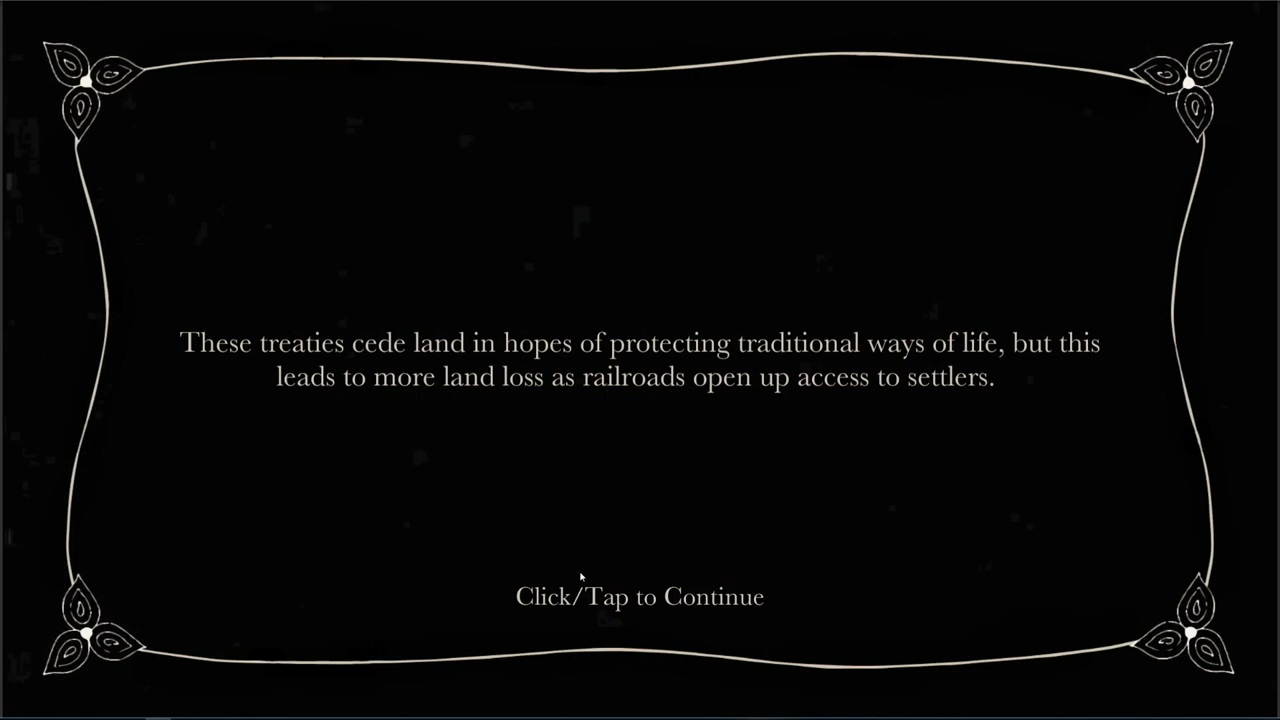 These treaties cede land in hopes of protecting traditional ways of life, but this
leads to more land loss as railroads open up access to settlers.
Click/Tap to Continue